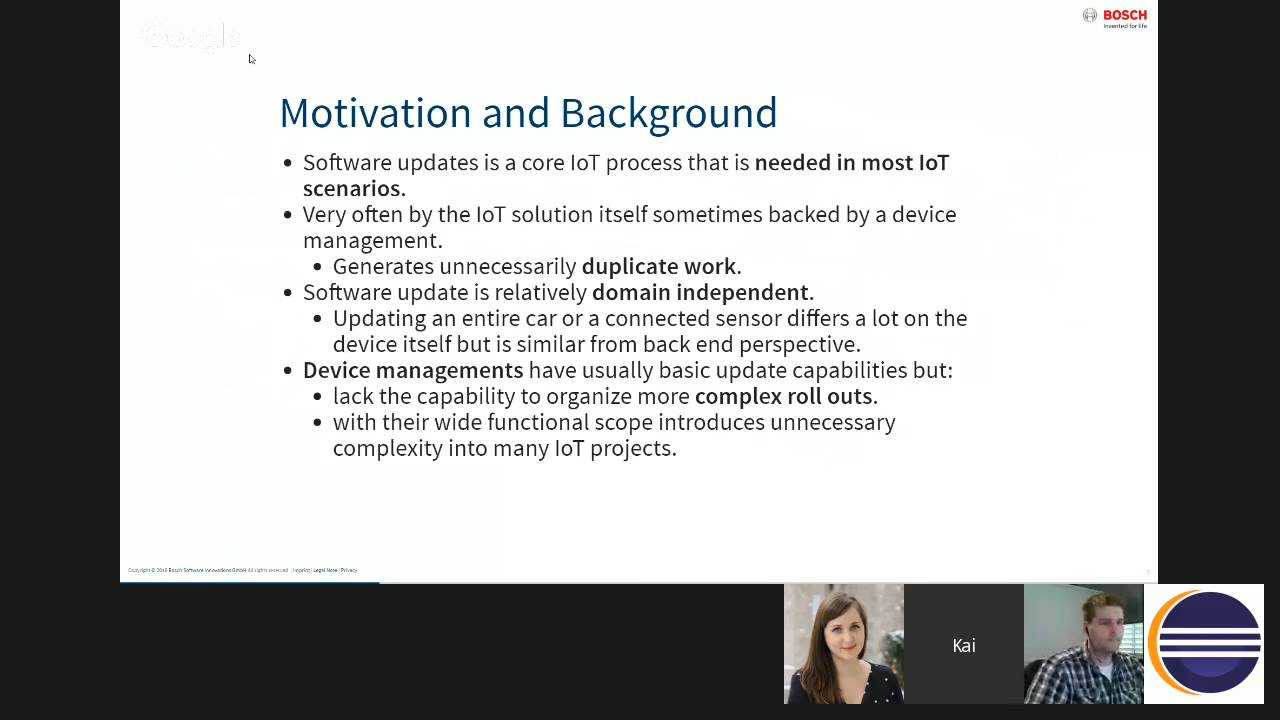 Google
BOSCH
Invented for life
Motivation and Background
• Software updates is a core IoT process that is needed in most IoT
scenarios.
• Very often by the IoT solution itself sometimes backed by a device
management.
• Generates unnecessarily duplicate work.
• Software update is relatively domain independent.
• Updating an entire car or a connected sensor differs a lot on the
device itself but is similar from back end perspective.
• Device managements have usually basic update capabilities but:
• lack the capability to organize more complex roll outs.
• with their wide functional scope introduces unnecessary
complexity into many IoT projects.
Copyright © 2016 Bosch Software Innovations GmbH All rights reserved. | Imprint | Legal Note | Privacy
Kai